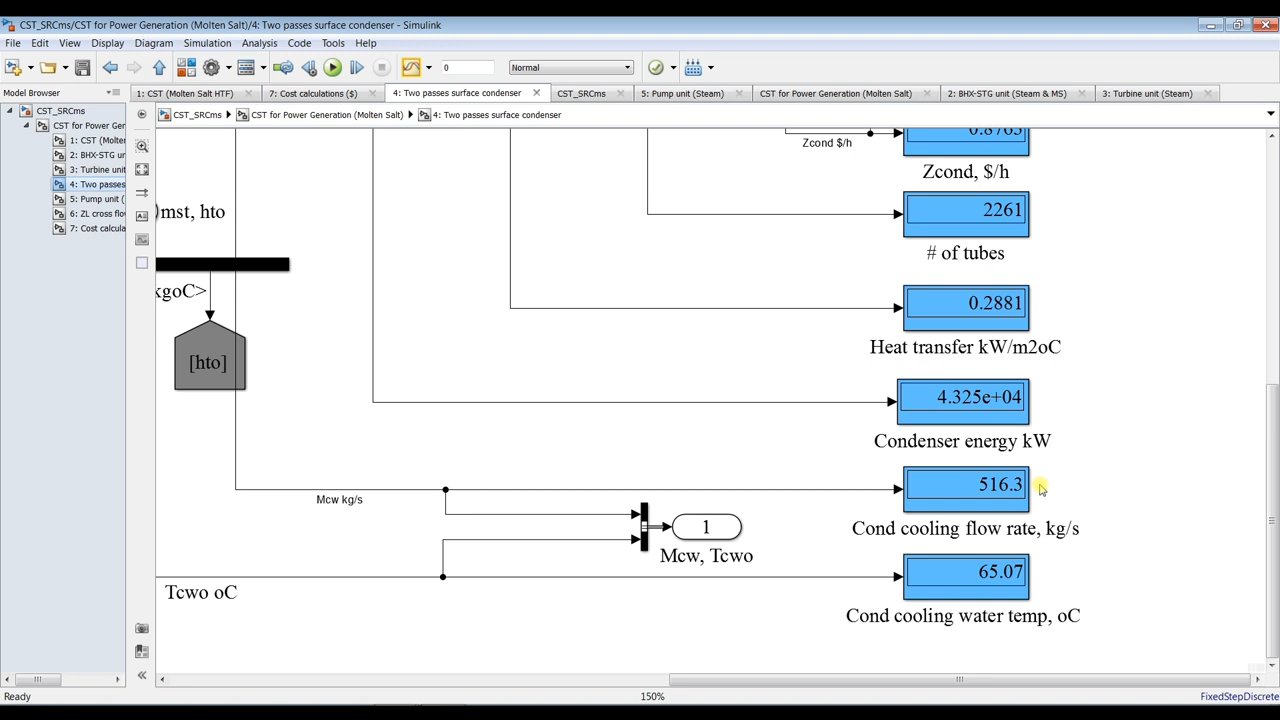 CST_SRCms/CST for Power Generation (Molten Salt)/4: Two passes surface condenser - Simulink
File Edit View Display Diagram Simulation Analysis Code Tools Help
0 Normal
Model Browser
1: CST (Molten Salt HTF) 7: Cost calculations ($) 4: Two passes surface condenser CST_SRCms 5: Pump unit (Steam) CST for Power Generation (Molten Salt) 2: BHX-STG unit (Steam & MS) 3: Turbine unit (Steam)
CST_SRCms CST for Power Generation (Molten Salt) 4: Two passes surface condenser
CST_SRCms
CST for Power Gener
1: CST (Molte
2: BHX-STG un
3: Turbine unit
4: Two passes
5: Pump unit (
6: ZL cross flo
7: Cost calcula
0.8763
Zcond $/h
Zcond, $/h
)mst, hto
2261
# of tubes
kgoC>
0.2881
Heat transfer kW/m2oC
[hto]
4.325e+04
Condenser energy kW
516.3
Mcw kg/s
Cond cooling flow rate, kg/s
1
Mcw, Tcwo
65.07
Tcwo oC
Cond cooling water temp, oC
Ready 150% FixedStepDiscrete